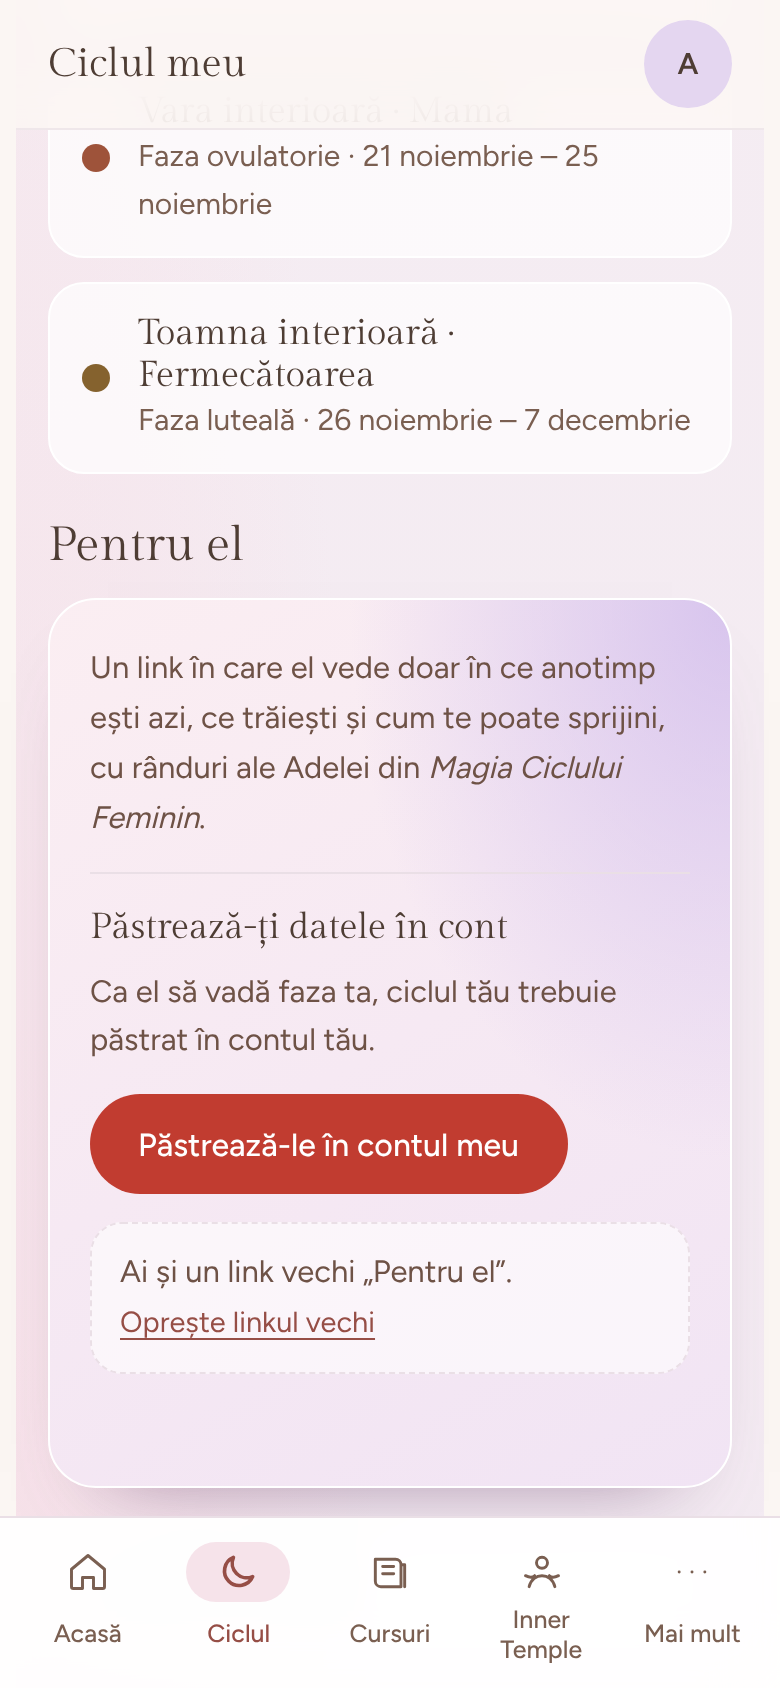 Ciclul meu
A
Vara interioară · Mama
Faza ovulatorie · 21 noiembrie – 25
noiembrie
Toamna interioară ·
Fermecătoarea
Faza luteală · 26 noiembrie – 7 decembrie
Pentru el
Un link în care el vede doar în ce anotimp
ești azi, ce trăiești și cum te poate sprijini,
cu rânduri ale Adelei din Magia Ciclului
Feminin.
Păstrează-ți datele în cont
Ca el să vadă faza ta, ciclul tău trebuie
păstrat în contul tău.
Păstrează-le în contul meu
Ai și un link vechi „Pentru el”.
Oprește linkul vechi
Acasă
Ciclul
Cursuri
Inner
Temple
Mai mult